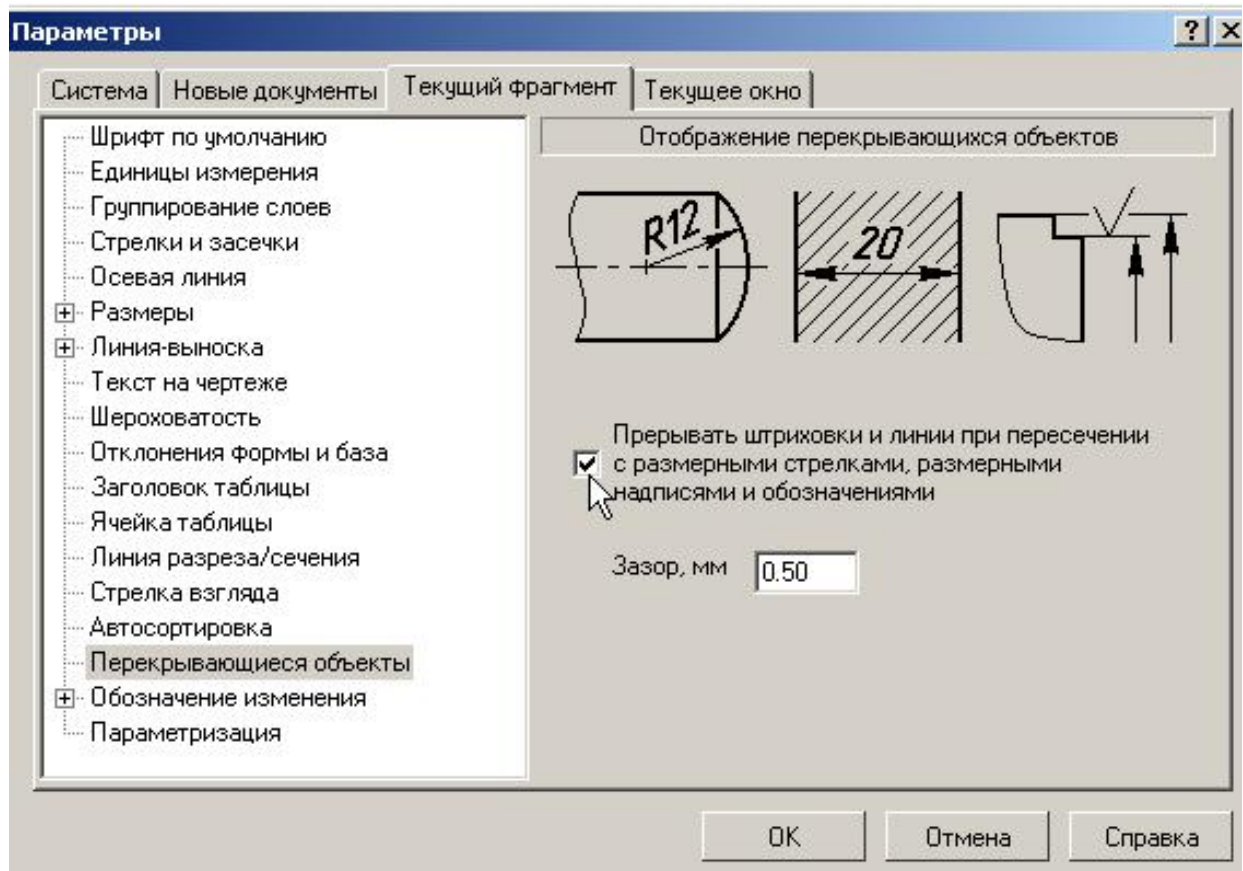 Параметры
Система
Новые документы
Текущий фрагмент
Текущее окно
Шрифт по умолчанию
Единицы измерения
Группирование слоев
Стрелки и засечки
Осевая линия
Размеры
Линия-выноска
Текст на чертеже
Шероховатость
Отклонения формы и база
Заголовок таблицы
Ячейка таблицы
Линия разреза/сечения
Стрелка взгляда
Автосортировка
Перекрывающиеся объекты
Обозначение изменения
Параметризация
Отображение перекрывающихся объектов
R12
20
Прерывать штриховки и линии при пересечении
с размерными стрелками, размерными
надписями и обозначениями
Зазор, мм
0.50
OK
Отмена
Справка